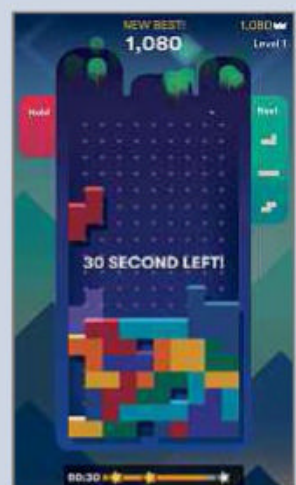 NEW BEST!
1,080
1,080
Level 1
Hold
Next
30 SECOND LEFT!
00:30